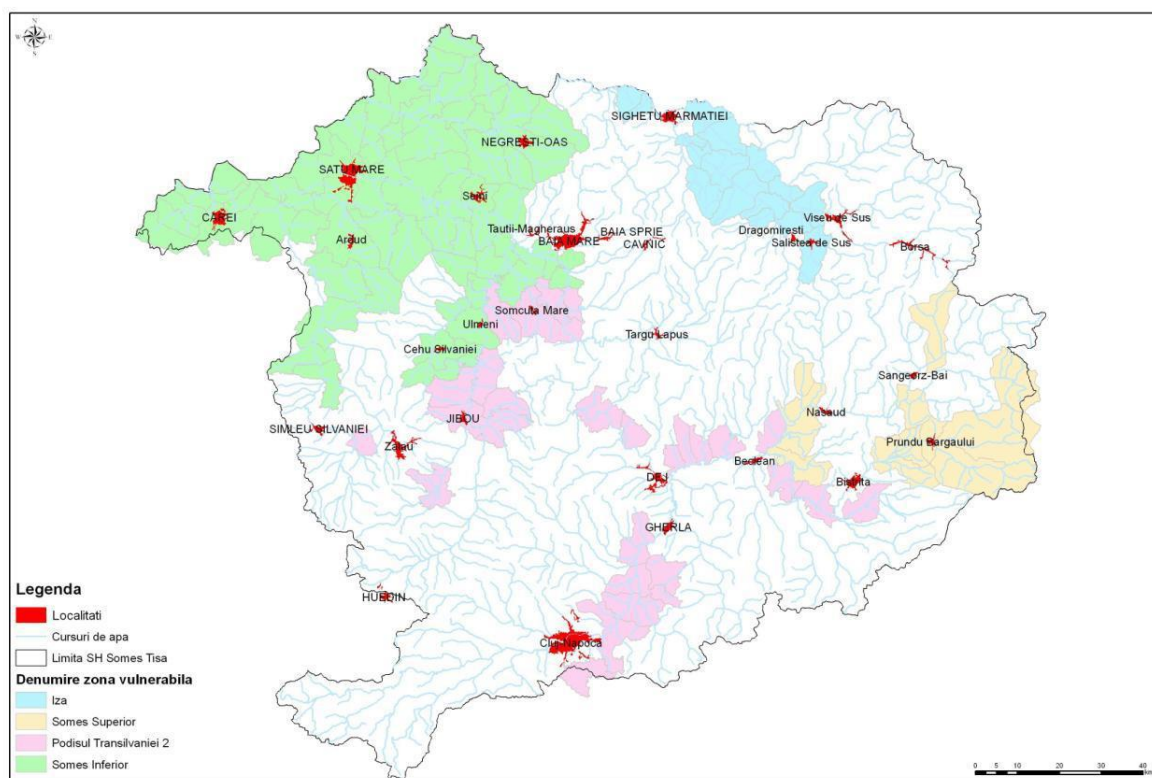 N
W E
S
SIGHETU MARMATIEI
NEGRESTI-OAS
SATU MARE
Seini
CAREI
Viseu de Sus
Tautii-Magheraus
Dragomiresti
Ardud
BAIA MARE
BAIA SPRIE
Salistea de Sus
CAVNIC
Borsa
Somcuta Mare
Ulmeni
Targu Lapus
Cehu Silvaniei
Sangeorz-Bai
Nasaud
JIBOU
SIMLEU SILVANIEI
Prundu Bargaului
Zalau
Beclean
DEJ
Bistrita
GHERLA
HUEDIN
Cluj-Napoca
Legenda
Localitati
Cursuri de apa
Limita SH Somes Tisa
Denumire zona vulnerabila
Iza
Somes Superior
Podisul Transilvaniei 2
Somes Inferior
0 5 10 20 30 40
km